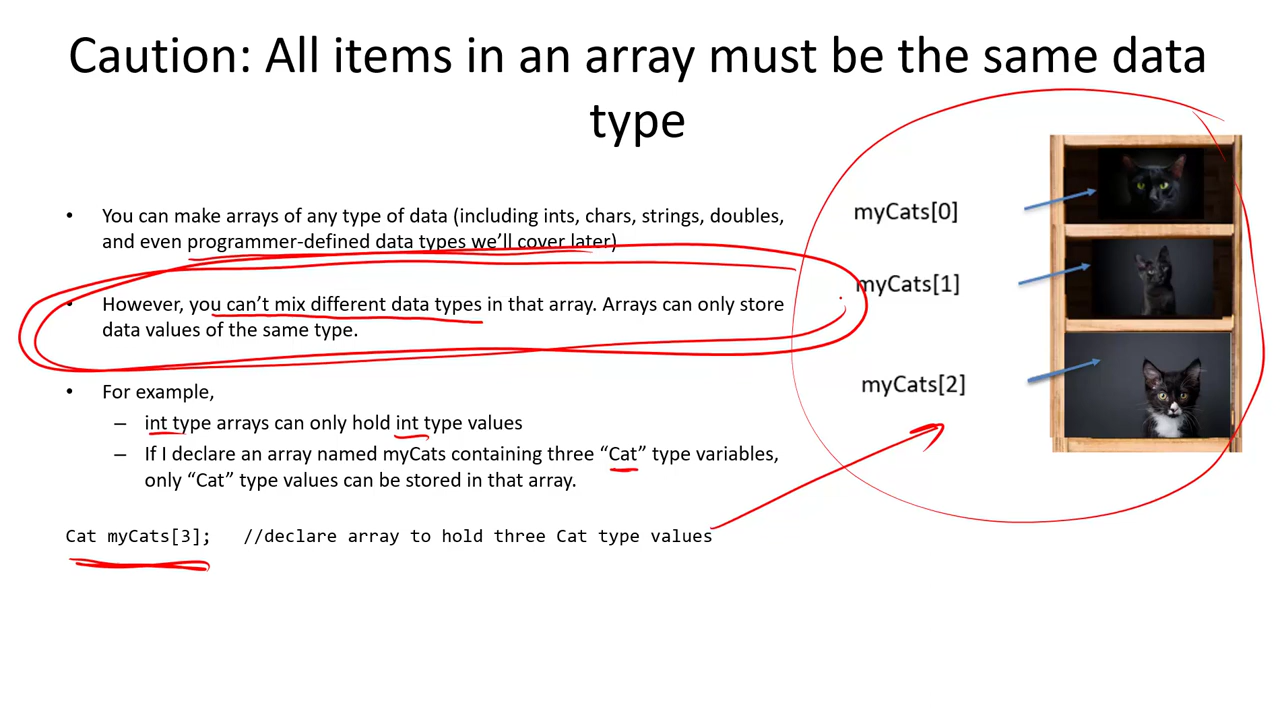 Caution: All items in an array must be the same data
type
• You can make arrays of any type of data (including ints, chars, strings, doubles,
and even programmer-defined data types we’ll cover later)
• However, you can’t mix different data types in that array. Arrays can only store
data values of the same type.
• For example,
– int type arrays can only hold int type values
– If I declare an array named myCats containing three “Cat” type variables,
only “Cat” type values can be stored in that array.
Cat myCats[3];   //declare array to hold three Cat type values
myCats[0]
myCats[1]
myCats[2]